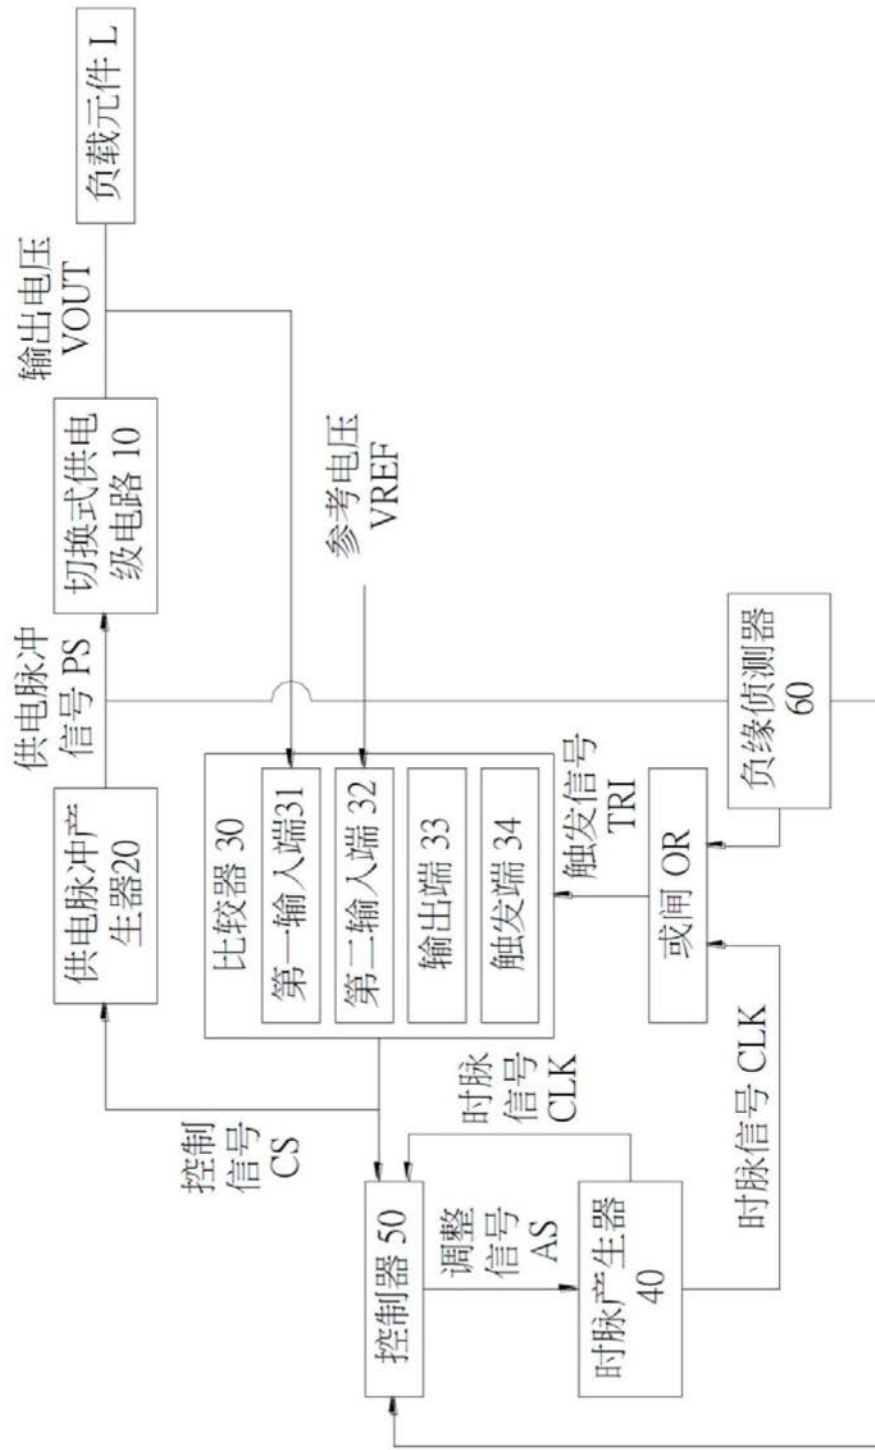 供电脉冲产
生器20
供电脉冲
信号 PS
切换式供电
级电路 10
输出电压
VOUT
负载元件 L
控制
信号
CS
比较器 30
第一输入端31
第二输入端 32
输出端 33
触发端 34
参考电压
VREF
控制器 50
调整
信号
AS
时脉
信号
CLK
触发信号
TRI
时脉产生器
40
或闸 OR
负缘侦测器
60
时脉信号 CLK